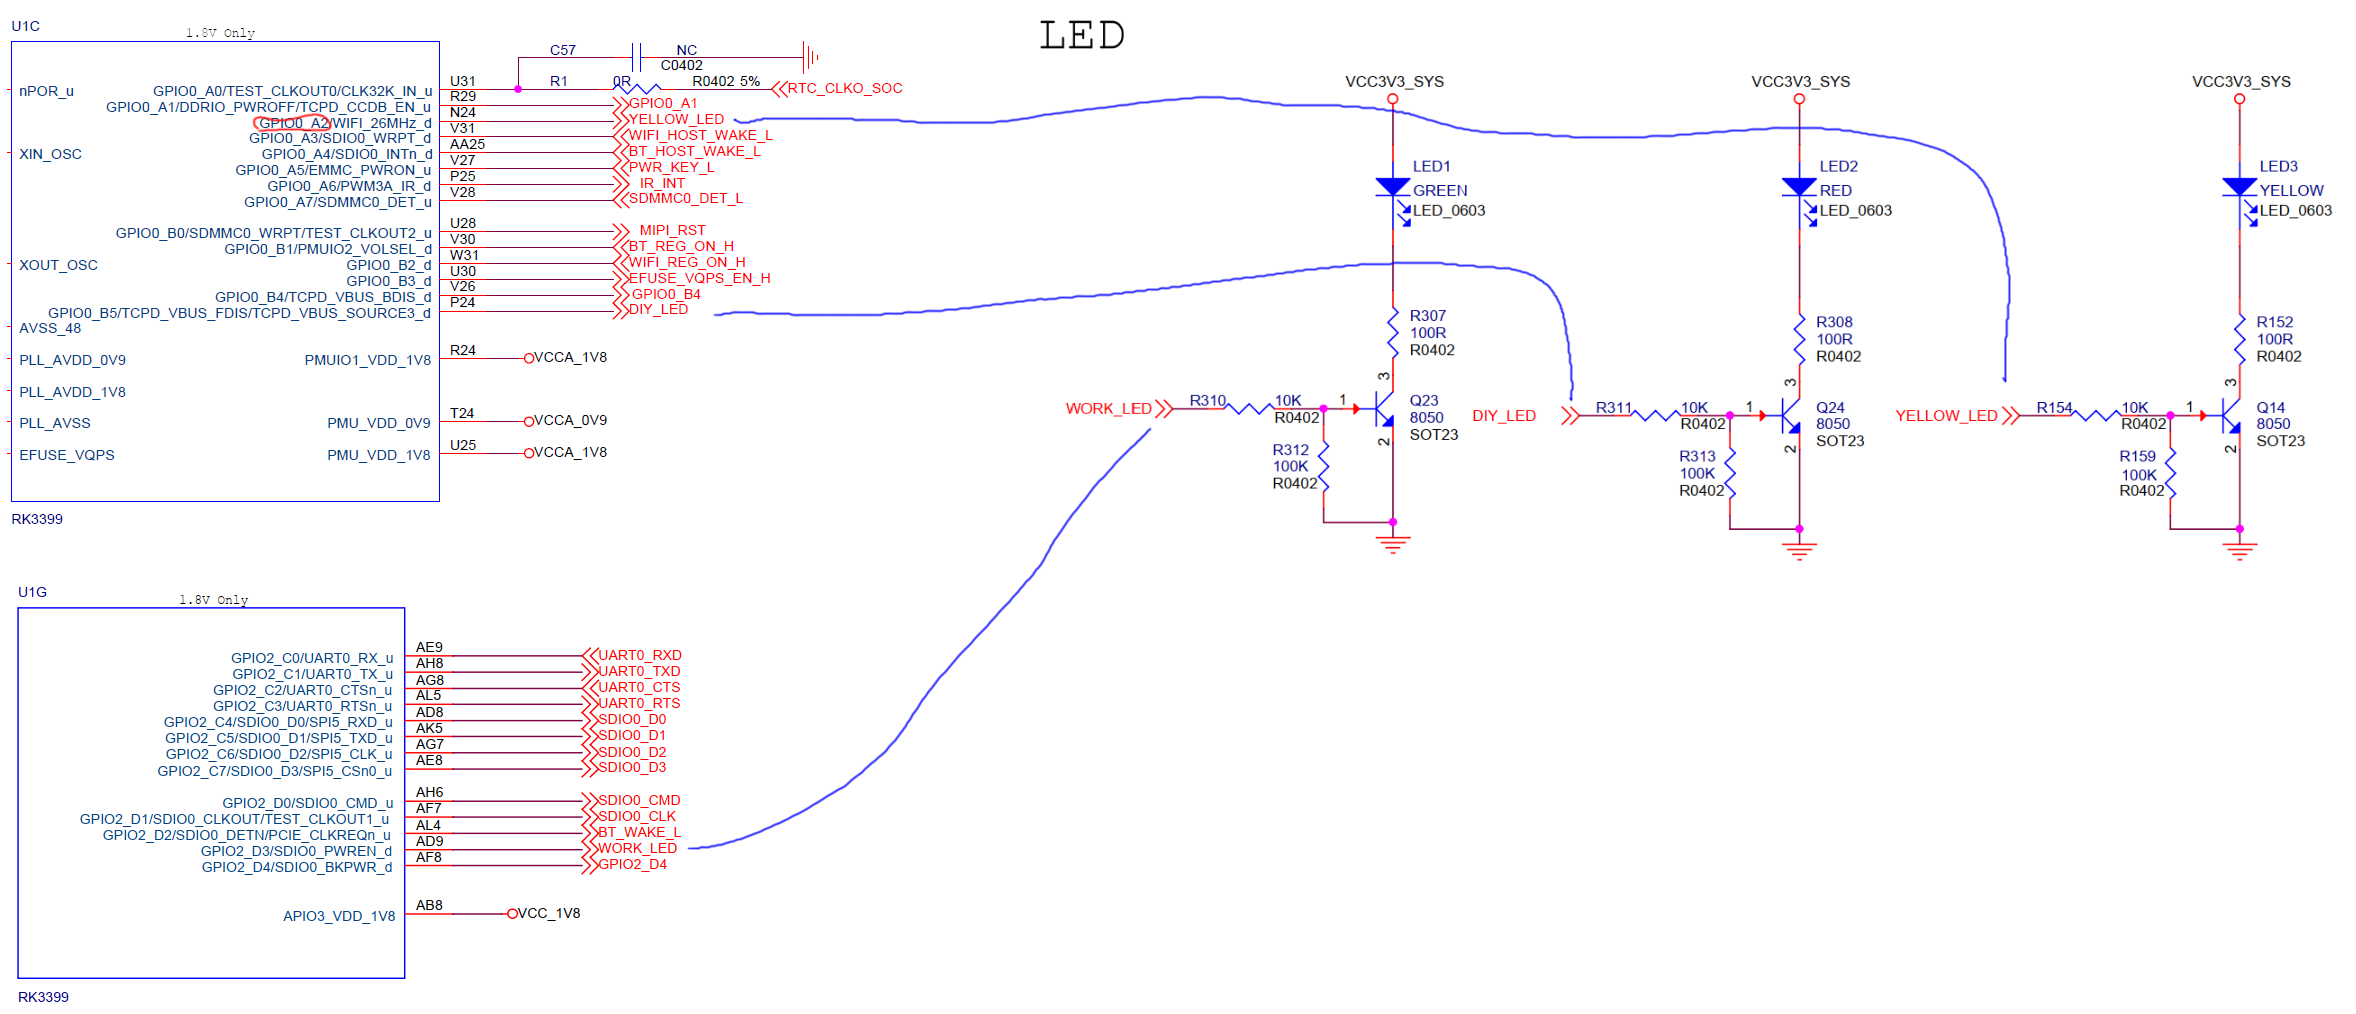 LED
U1C
1.8V Only
nPOR_u
XIN_OSC
XOUT_OSC
AVSS_48
PLL_AVDD_0V9
PLL_AVDD_1V8
PLL_AVSS
EFUSE_VQPS
GPIO0_A0/TEST_CLKOUT0/CLK32K_IN_u
GPIO0_A1/DDRIO_PWROFF/TCPD_CCDB_EN_u
GPIO0_A2/WIFI_26MHz_d
GPIO0_A3/SDIO0_WRPT_d
GPIO0_A4/SDIO0_INTn_d
GPIO0_A5/EMMC_PWRON_u
GPIO0_A6/PWM3A_IR_d
GPIO0_A7/SDMMC0_DET_u
GPIO0_B0/SDMMC0_WRPT/TEST_CLKOUT2_u
GPIO0_B1/PMUIO2_VOLSEL_d
GPIO0_B2_d
GPIO0_B3_d
GPIO0_B4/TCPD_VBUS_BDIS_d
GPIO0_B5/TCPD_VBUS_FDIS/TCPD_VBUS_SOURCE3_d
PMUIO1_VDD_1V8
PMU_VDD_0V9
PMU_VDD_1V8
C57 NC
C0402
U31 R1 0R R0402 5% RTC_CLKO_SOC
R29 GPIO0_A1
N24 YELLOW_LED
V31 WIFI_HOST_WAKE_L
AA25 BT_HOST_WAKE_L
V27 PWR_KEY_L
P25 IR_INT
V28 SDMMC0_DET_L
U28 MIPI_RST
V30 BT_REG_ON_H
W31 WIFI_REG_ON_H
U30 EFUSE_VQPS_EN_H
V26 GPIO0_B4
P24 DIY_LED
R24 VCCA_1V8
T24 VCCA_0V9
U25 VCCA_1V8
RK3399
VCC3V3_SYS
LED1
GREEN
LED_0603
R307
100R
R0402
3
WORK_LED R310 10K 1
R0402
Q23
8050
SOT23
2
R312
100K
R0402
VCC3V3_SYS
LED2
RED
LED_0603
R308
100R
R0402
3
DIY_LED R311 10K 1
R0402
Q24
8050
SOT23
2
R313
100K
R0402
VCC3V3_SYS
LED3
YELLOW
LED_0603
R152
100R
R0402
3
YELLOW_LED R154 10K 1
R0402
Q14
8050
SOT23
2
R159
100K
R0402
U1G
1.8V Only
GPIO2_C0/UART0_RX_u AE9 UART0_RXD
GPIO2_C1/UART0_TX_u AH8 UART0_TXD
GPIO2_C2/UART0_CTSn_u AG8 UART0_CTS
GPIO2_C3/UART0_RTSn_u AL5 UART0_RTS
GPIO2_C4/SDIO0_D0/SPI5_RXD_u AD8 SDIO0_D0
GPIO2_C5/SDIO0_D1/SPI5_TXD_u AK5 SDIO0_D1
GPIO2_C6/SDIO0_D2/SPI5_CLK_u AG7 SDIO0_D2
GPIO2_C7/SDIO0_D3/SPI5_CSn0_u AE8 SDIO0_D3
GPIO2_D0/SDIO0_CMD_u AH6 SDIO0_CMD
GPIO2_D1/SDIO0_CLKOUT/TEST_CLKOUT1_u AF7 SDIO0_CLK
GPIO2_D2/SDIO0_DETN/PCIE_CLKREQn_u AL4 BT_WAKE_L
GPIO2_D3/SDIO0_PWREN_d AD9 WORK_LED
GPIO2_D4/SDIO0_BKPWR_d AF8 GPIO2_D4
APIO3_VDD_1V8 AB8 VCC_1V8
RK3399